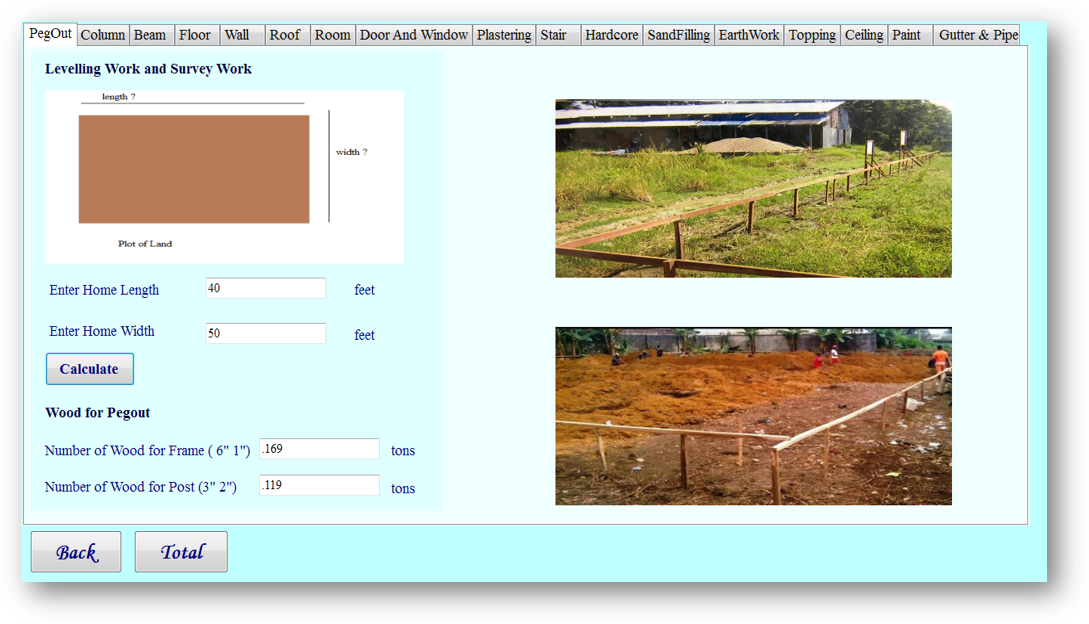 PegOut Column Beam Floor Wall Roof Room Door And Window Plastering Stair Hardcore SandFilling EarthWork Topping Ceiling Paint Gutter & Pipe
Levelling Work and Survey Work
length ?
width ?
Plot of Land
Enter Home Length 40 feet
Enter Home Width 50 feet
Calculate
Wood for Pegout
Number of Wood for Frame ( 6" 1") .169 tons
Number of Wood for Post (3" 2") .119 tons
Back Total